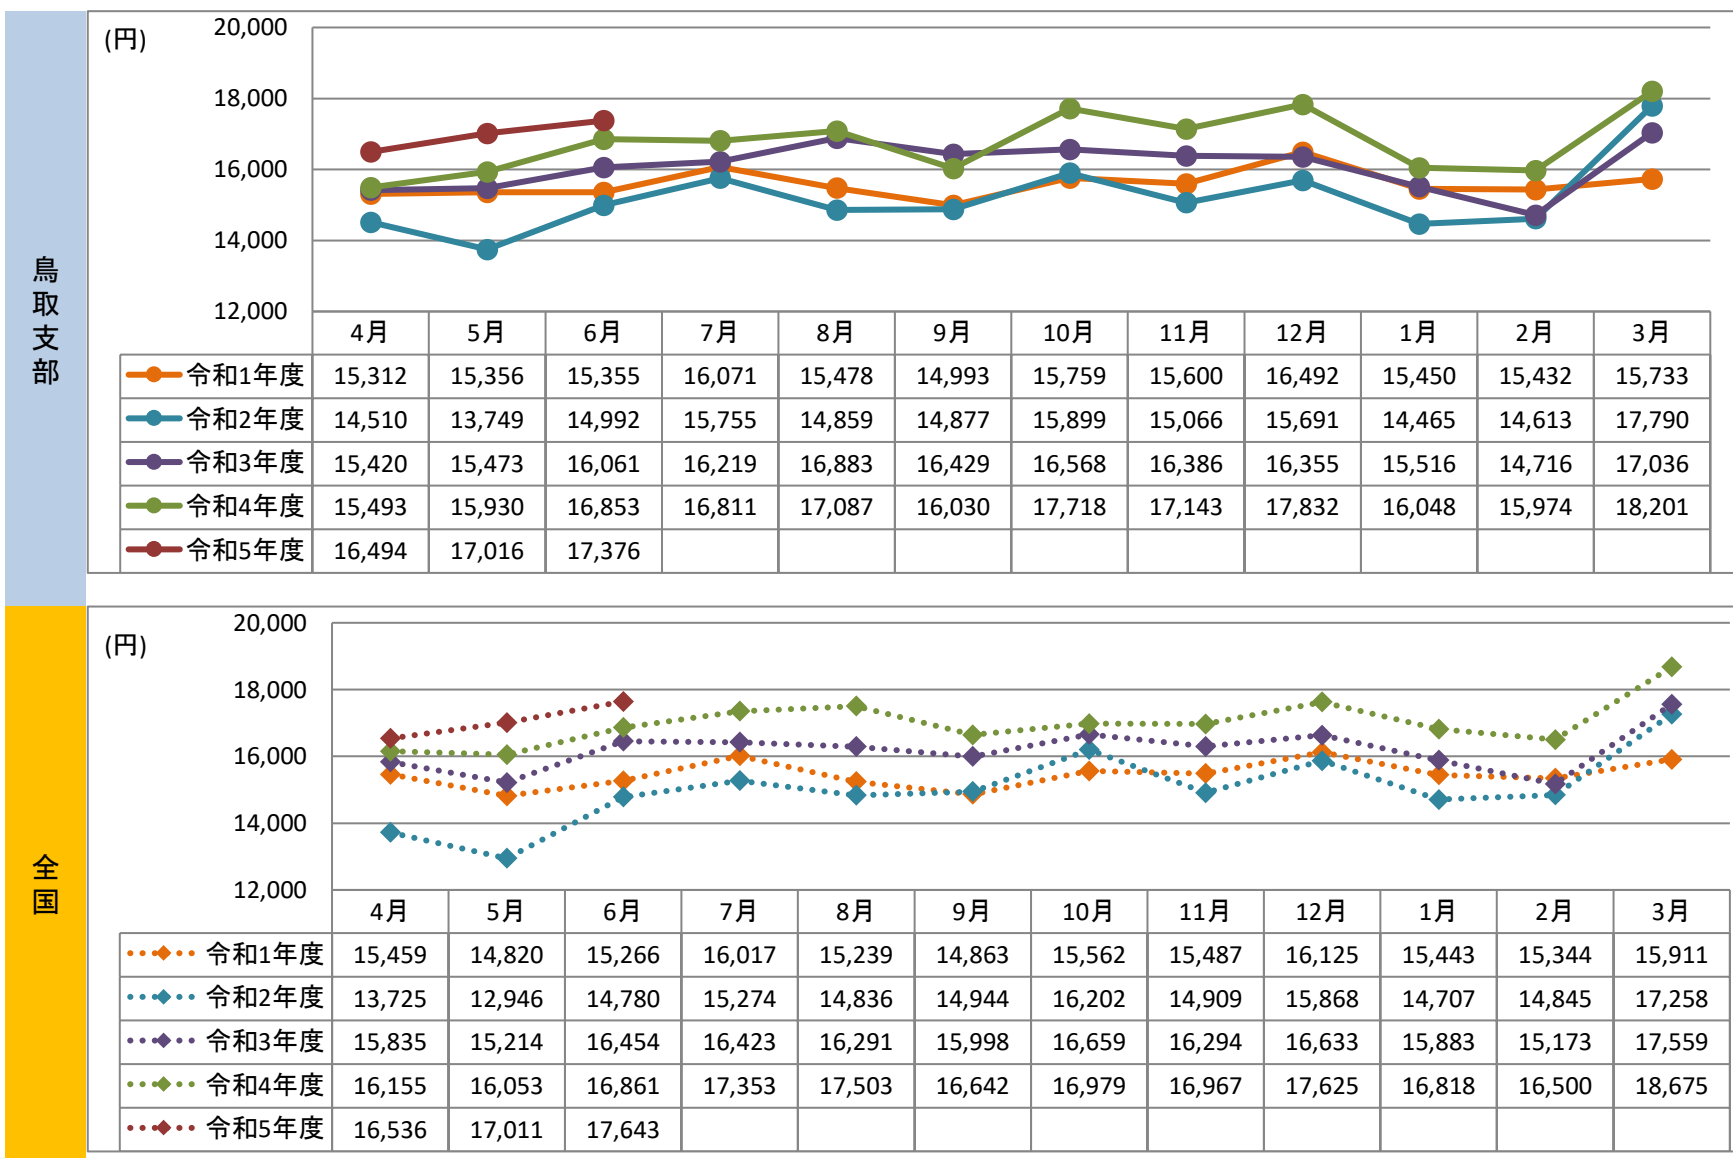 鳥取支部
(円)
20,000
18,000
16,000
14,000
12,000
4月 5月 6月 7月 8月 9月 10月 11月 12月 1月 2月 3月
令和1年度 15,312 15,356 15,355 16,071 15,478 14,993 15,759 15,600 16,492 15,450 15,432 15,733
令和2年度 14,510 13,749 14,992 15,755 14,859 14,877 15,899 15,066 15,691 14,465 14,613 17,790
令和3年度 15,420 15,473 16,061 16,219 16,883 16,429 16,568 16,386 16,355 15,516 14,716 17,036
令和4年度 15,493 15,930 16,853 16,811 17,087 16,030 17,718 17,143 17,832 16,048 15,974 18,201
令和5年度 16,494 17,016 17,376
全国
(円)
20,000
18,000
16,000
14,000
12,000
4月 5月 6月 7月 8月 9月 10月 11月 12月 1月 2月 3月
令和1年度 15,459 14,820 15,266 16,017 15,239 14,863 15,562 15,487 16,125 15,443 15,344 15,911
令和2年度 13,725 12,946 14,780 15,274 14,836 14,944 16,202 14,909 15,868 14,707 14,845 17,258
令和3年度 15,835 15,214 16,454 16,423 16,291 15,998 16,659 16,294 16,633 15,883 15,173 17,559
令和4年度 16,155 16,053 16,861 17,353 17,503 16,642 16,979 16,967 17,625 16,818 16,500 18,675
令和5年度 16,536 17,011 17,643